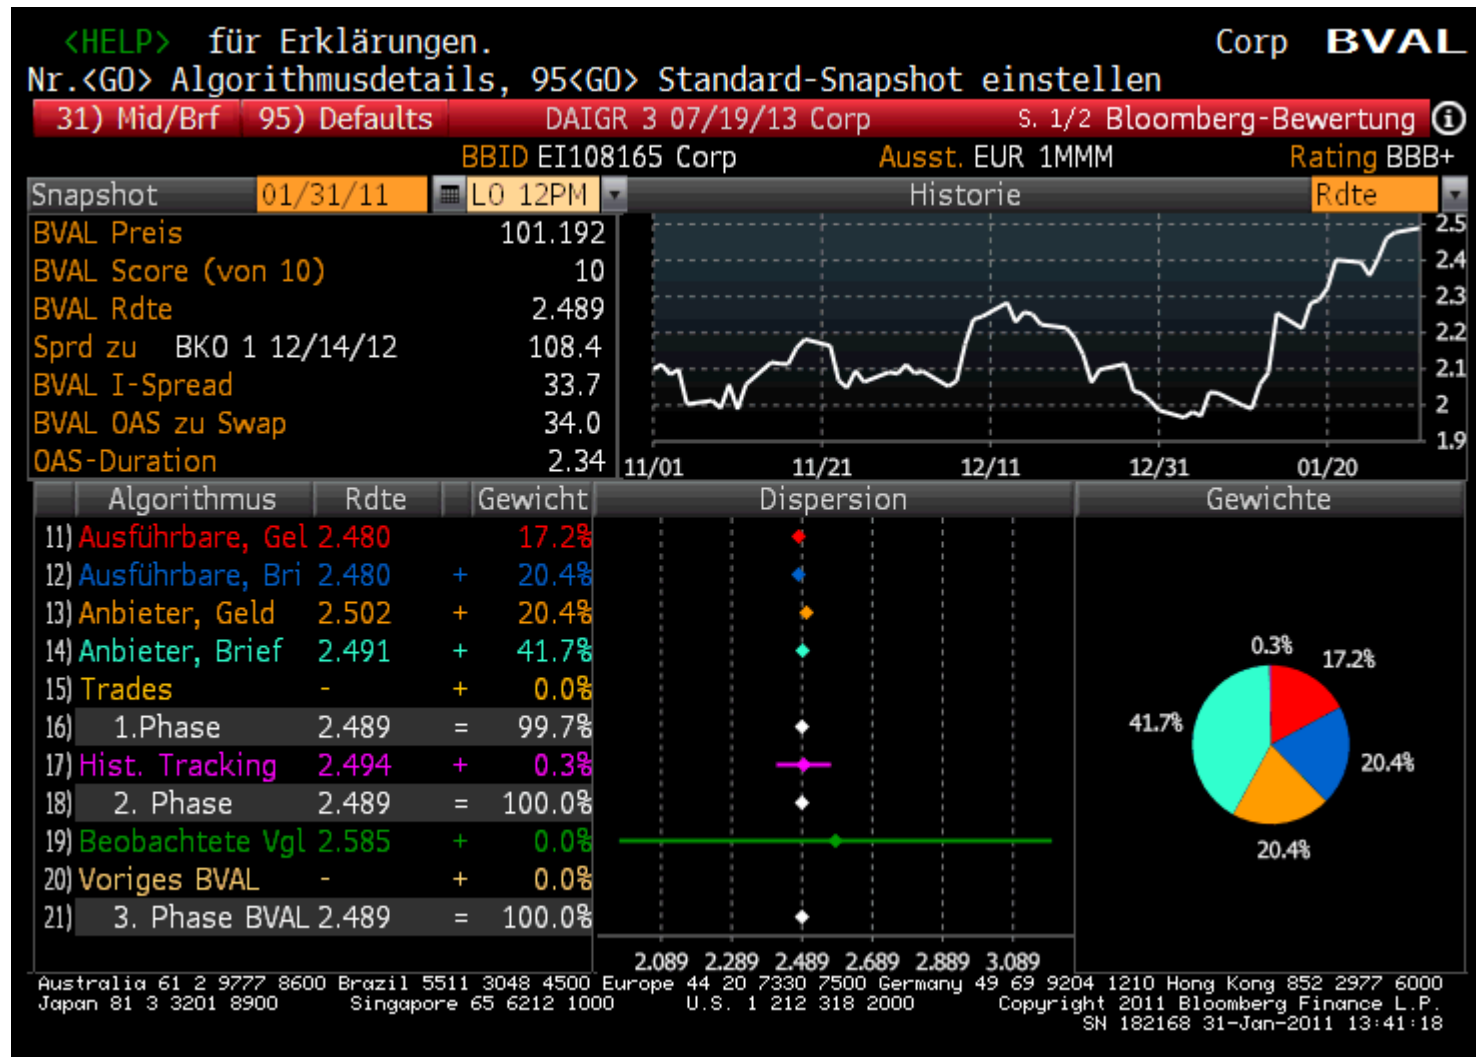 <HELP> für Erklärungen. Corp BVAL
Nr.<GO> Algorithmusdetails, 95<GO> Standard-Snapshot einstellen
31) Mid/Brf 95) Defaults DAIGR 3 07/19/13 Corp S. 1/2 Bloomberg-Bewertung
BBID EI108165 Corp Ausst. EUR 1MMM Rating BBB+
Snapshot 01/31/11 LO 12PM Historie Rdte
BVAL Preis 101.192
BVAL Score (von 10) 10
BVAL Rdte 2.489
Sprd zu BKO 1 12/14/12 108.4
BVAL I-Spread 33.7
BVAL OAS zu Swap 34.0
OAS-Duration 2.34
2.5
2.4
2.3
2.2
2.1
2
1.9
11/01 11/21 12/11 12/31 01/20
Algorithmus Rdte Gewicht Dispersion Gewichte
11) Ausführbare, Gel 2.480 17.2%
12) Ausführbare, Bri 2.480 + 20.4%
13) Anbieter, Geld 2.502 + 20.4%
14) Anbieter, Brief 2.491 + 41.7%
15) Trades - + 0.0%
16) 1.Phase 2.489 = 99.7%
17) Hist. Tracking 2.494 + 0.3%
18) 2. Phase 2.489 = 100.0%
19) Beobachtete Vgl 2.585 + 0.0%
20) Voriges BVAL - + 0.0%
21) 3. Phase BVAL 2.489 = 100.0%
2.089 2.289 2.489 2.689 2.889 3.089
0.3%
17.2%
41.7%
20.4%
20.4%
Australia 61 2 9777 8600 Brazil 5511 3048 4500 Europe 44 20 7330 7500 Germany 49 69 9204 1210 Hong Kong 852 2977 6000
Japan 81 3 3201 8900 Singapore 65 6212 1000 U.S. 1 212 318 2000 Copyright 2011 Bloomberg Finance L.P.
SN 182168 31-Jan-2011 13:41:18